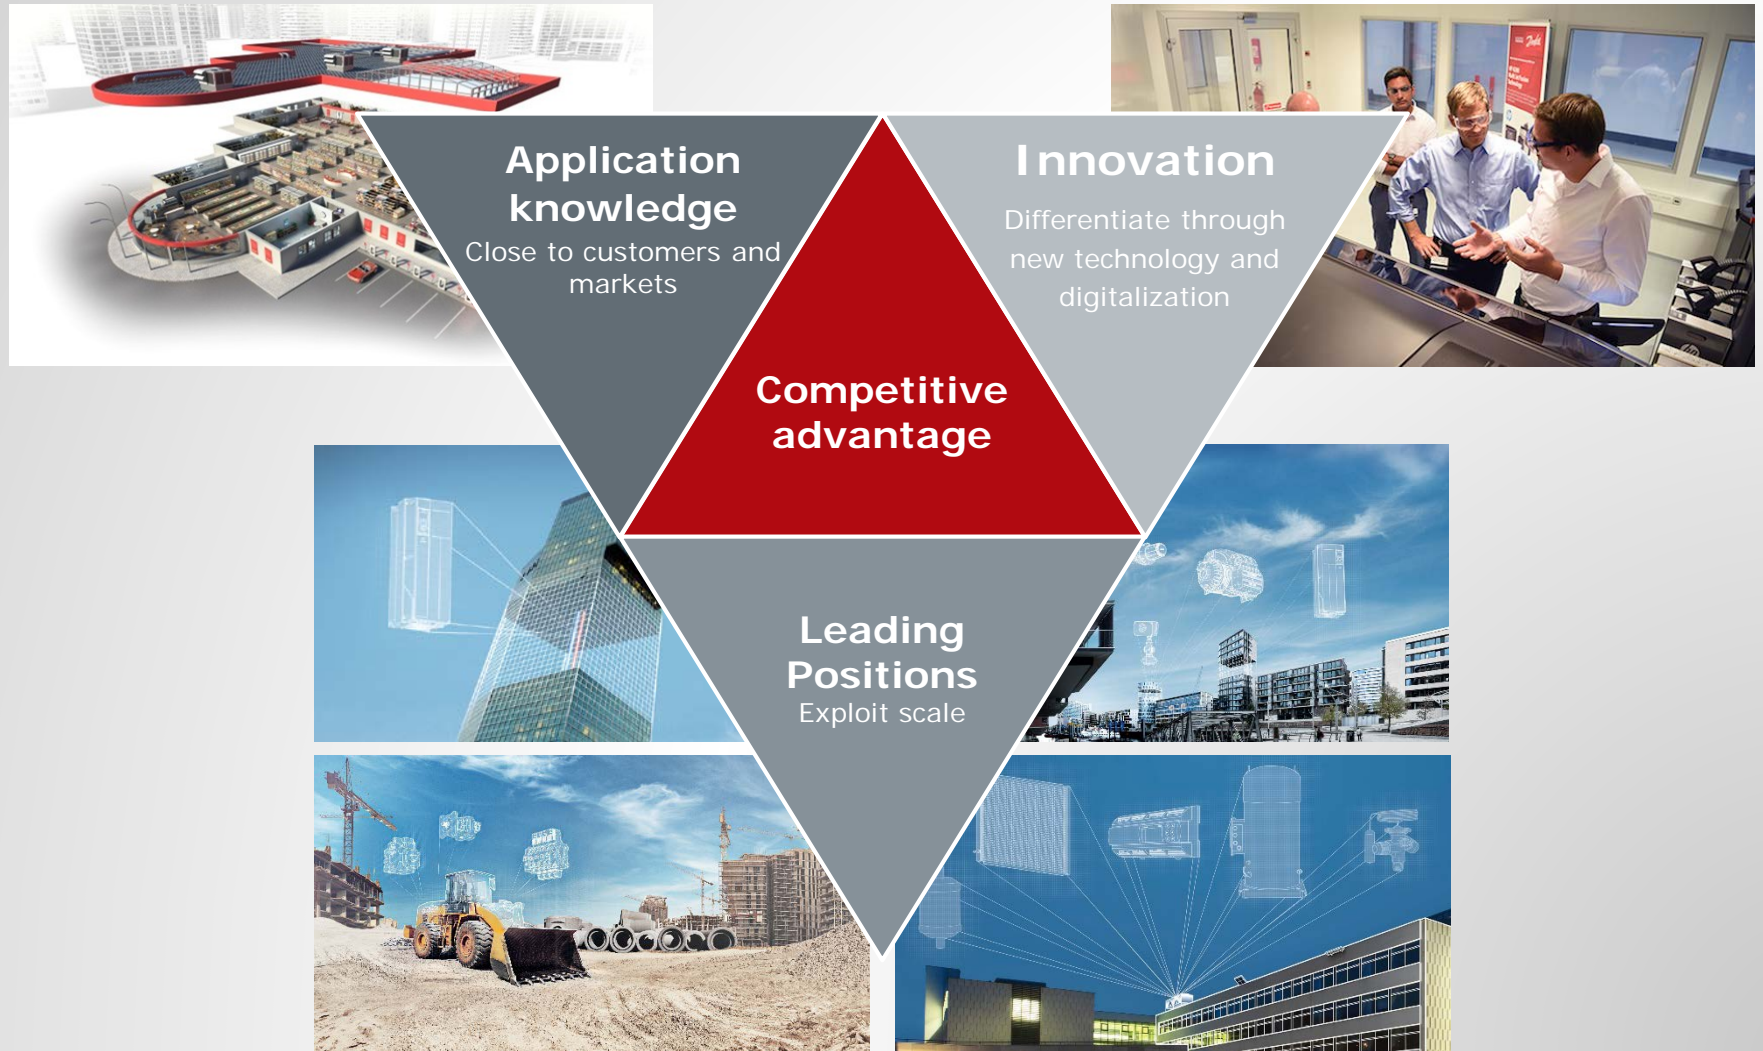 Application
knowledge
Close to customers and
markets
Innovation
Differentiate through
new technology and
digitalization
Competitive
advantage
Leading
Positions
Exploit scale
Danfoss